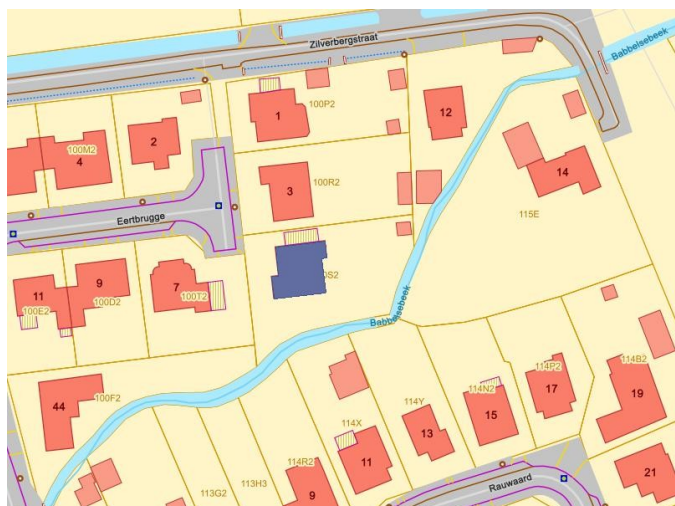 Zilverbergstraat
Babbelsebeek
100P2
1
12
2
100M2
4
3
100R2
14
115E
Eertbrugge
0S2
11
100E2
9
100D2
7
100T2
Babbelsebeek
44
100F2
114X
11
114Y
13
114N2
15
114P2
17
114B2
19
113G2
113H3
114R2
9
Rauwaard
21